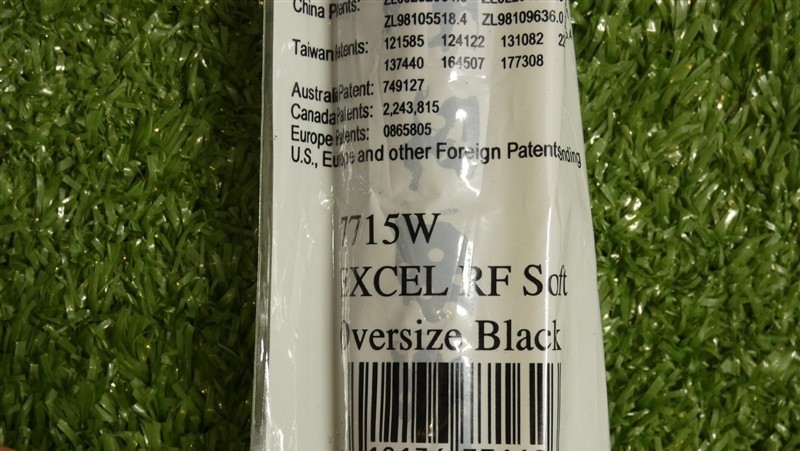 China Patents:
ZL98105518.4 ZL98109636.0
Taiwan Patents: 121585 124122 131082
137440 164507 177308
Australia Patent: 749127
Canada Patents: 2,243,815
Europe Patents: 0865805
U.S., Europe and other Foreign Patents
7715W
EXCEL RF Soft
Oversize Black